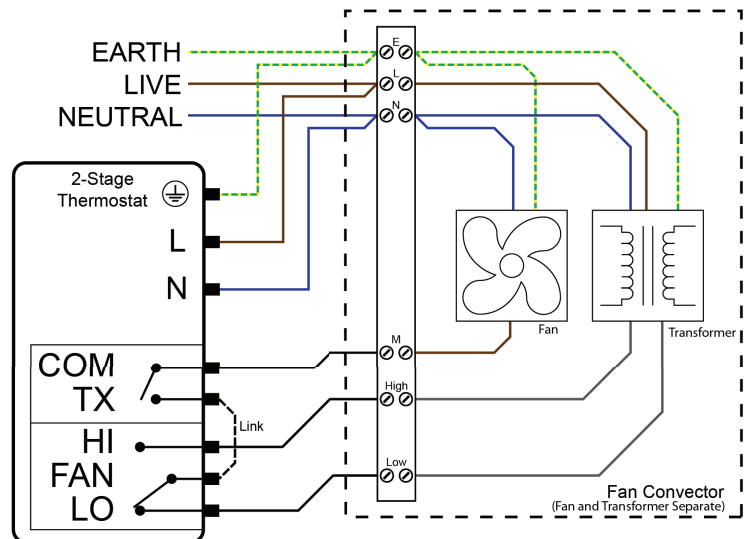 EARTH
LIVE
NEUTRAL
E
L
N
2-Stage
Thermostat
L
N
Fan
Transformer
M
COM
TX
High
Link
HI
FAN
LO
Low
Fan Convector
(Fan and Transformer Separate)